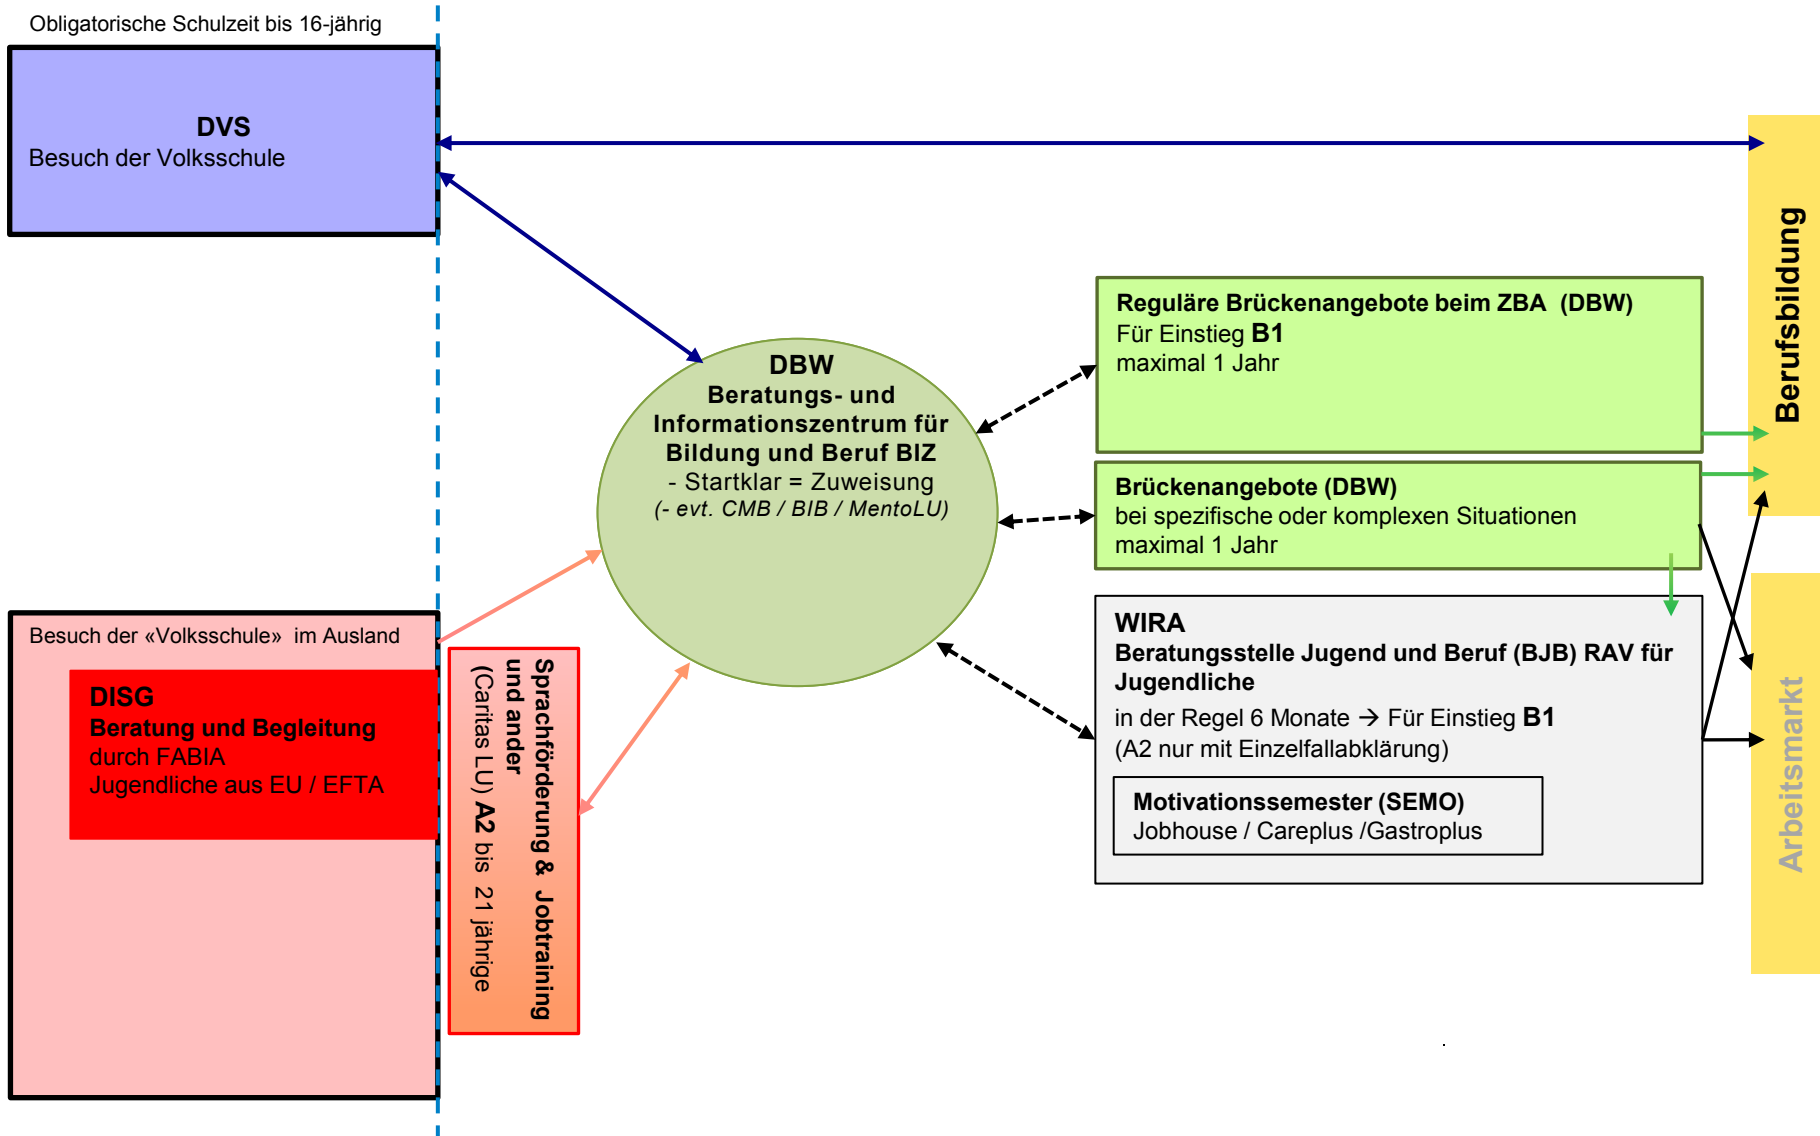 Obligatorische Schulzeit bis 16-jährig
DVS
Besuch der Volksschule
Besuch der «Volksschule» im Ausland
DISG
Beratung und Begleitung
durch FABIA
Jugendliche aus EU / EFTA
Sprachförderung & Jobtraining
und ander
(Caritas LU) A2 bis 21 jährige
DBW
Beratungs- und
Informationszentrum für
Bildung und Beruf BIZ
- Startklar = Zuweisung
(- evt. CMB / BIB / MentoLU)
Reguläre Brückenangebote beim ZBA (DBW)
Für Einstieg B1
maximal 1 Jahr
Brückenangebote (DBW)
bei spezifische oder komplexen Situationen
maximal 1 Jahr
WIRA
Beratungsstelle Jugend und Beruf (BJB) RAV für
Jugendliche
in der Regel 6 Monate → Für Einstieg B1
(A2 nur mit Einzelfallabklärung)
Motivationssemester (SEMO)
Jobhouse / Careplus /Gastroplus
Berufsbildung
Arbeitsmarkt